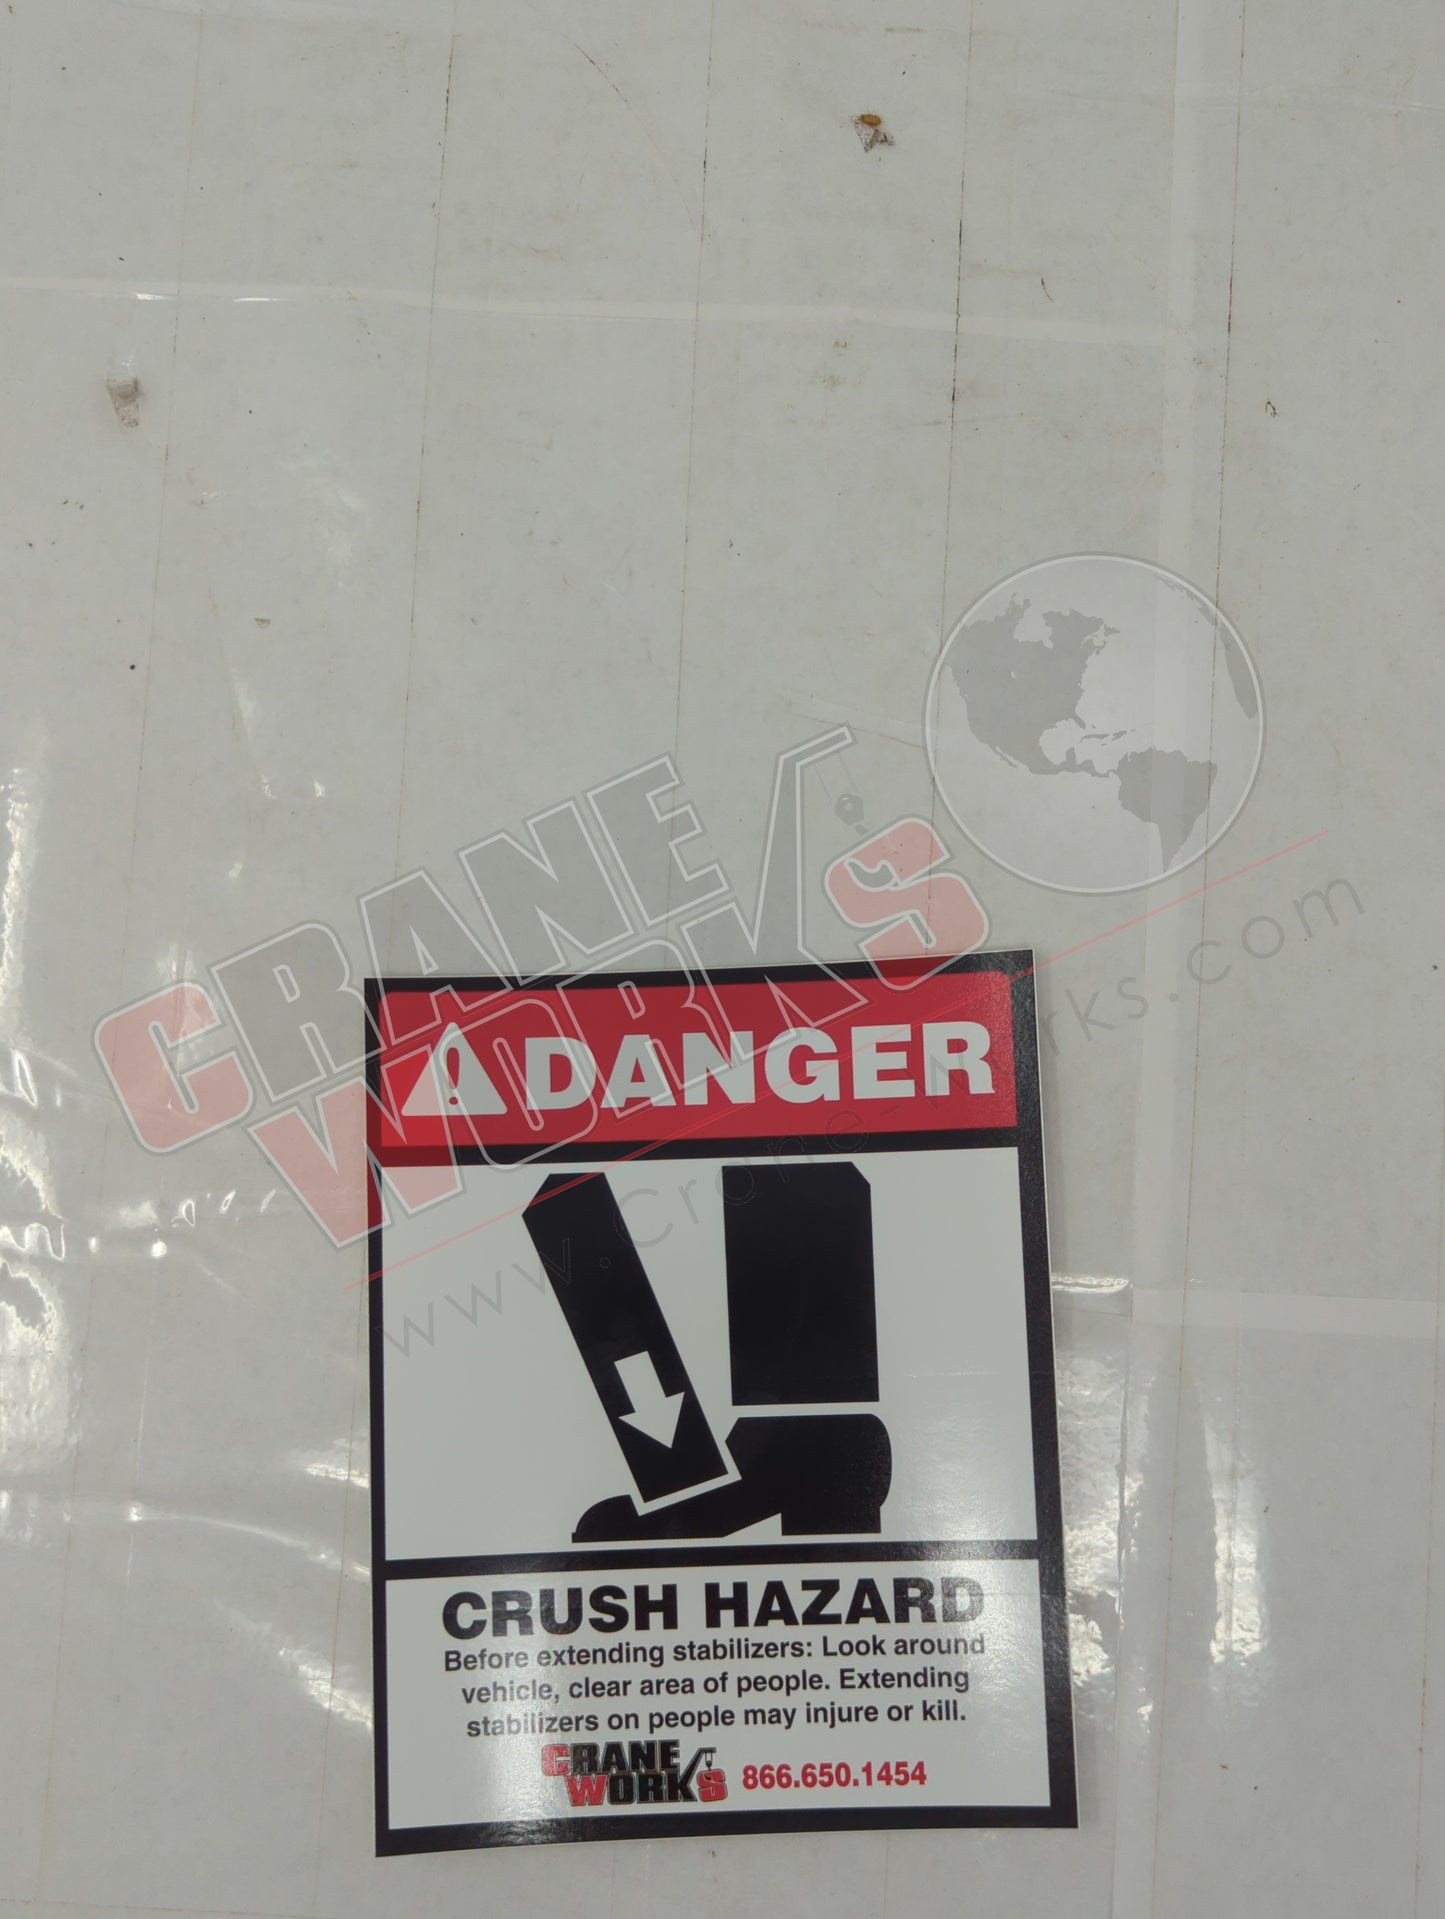 CRANE
WORKS
www.Crane-Works.com
DANGER
CRUSH HAZARD
Before extending stabilizers: Look around
vehicle, clear area of people. Extending
stabilizers on people may injure or kill.
CRANE
WORKS
866.650.1454